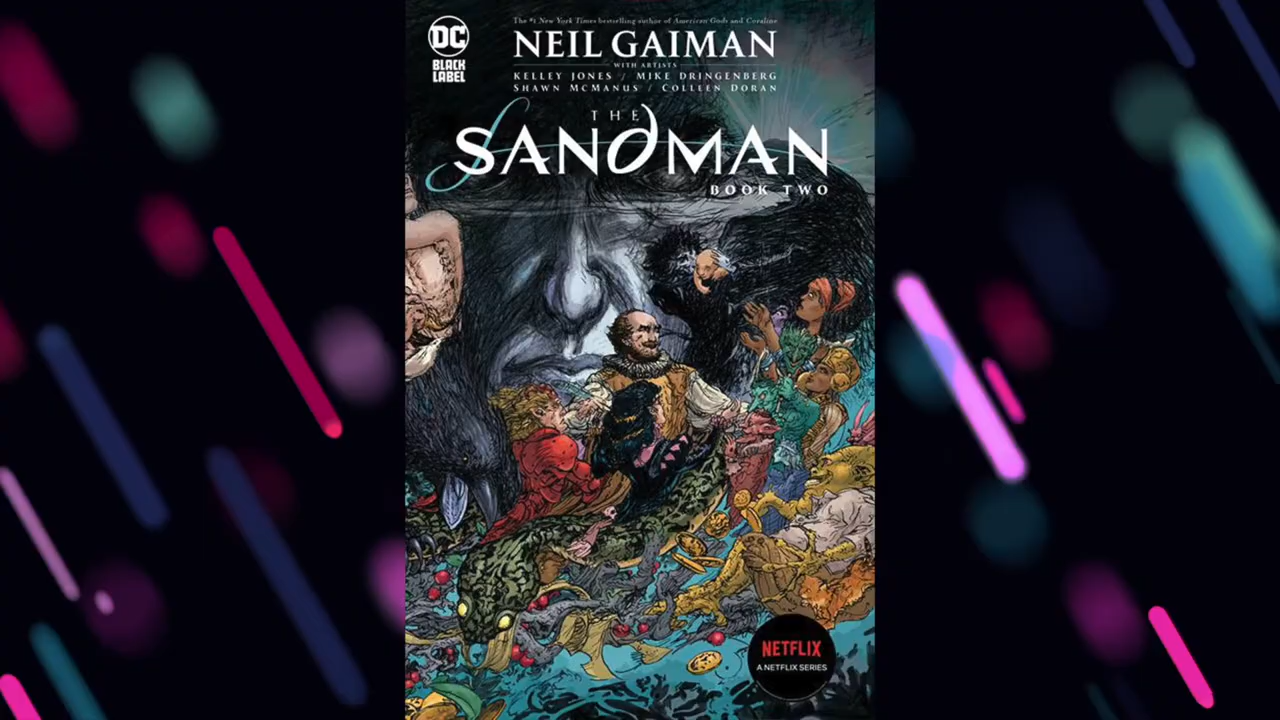 DC
BLACK
LABEL
The #1 New York Times bestselling author of American Gods and Coraline
NEIL GAIMAN
WITH ARTISTS
KELLEY JONES / MIKE DRINGENBERG
SHAWN MCMANUS / COLLEEN DORAN
THE
SANDMAN
BOOK TWO
NETFLIX
A NETFLIX SERIES